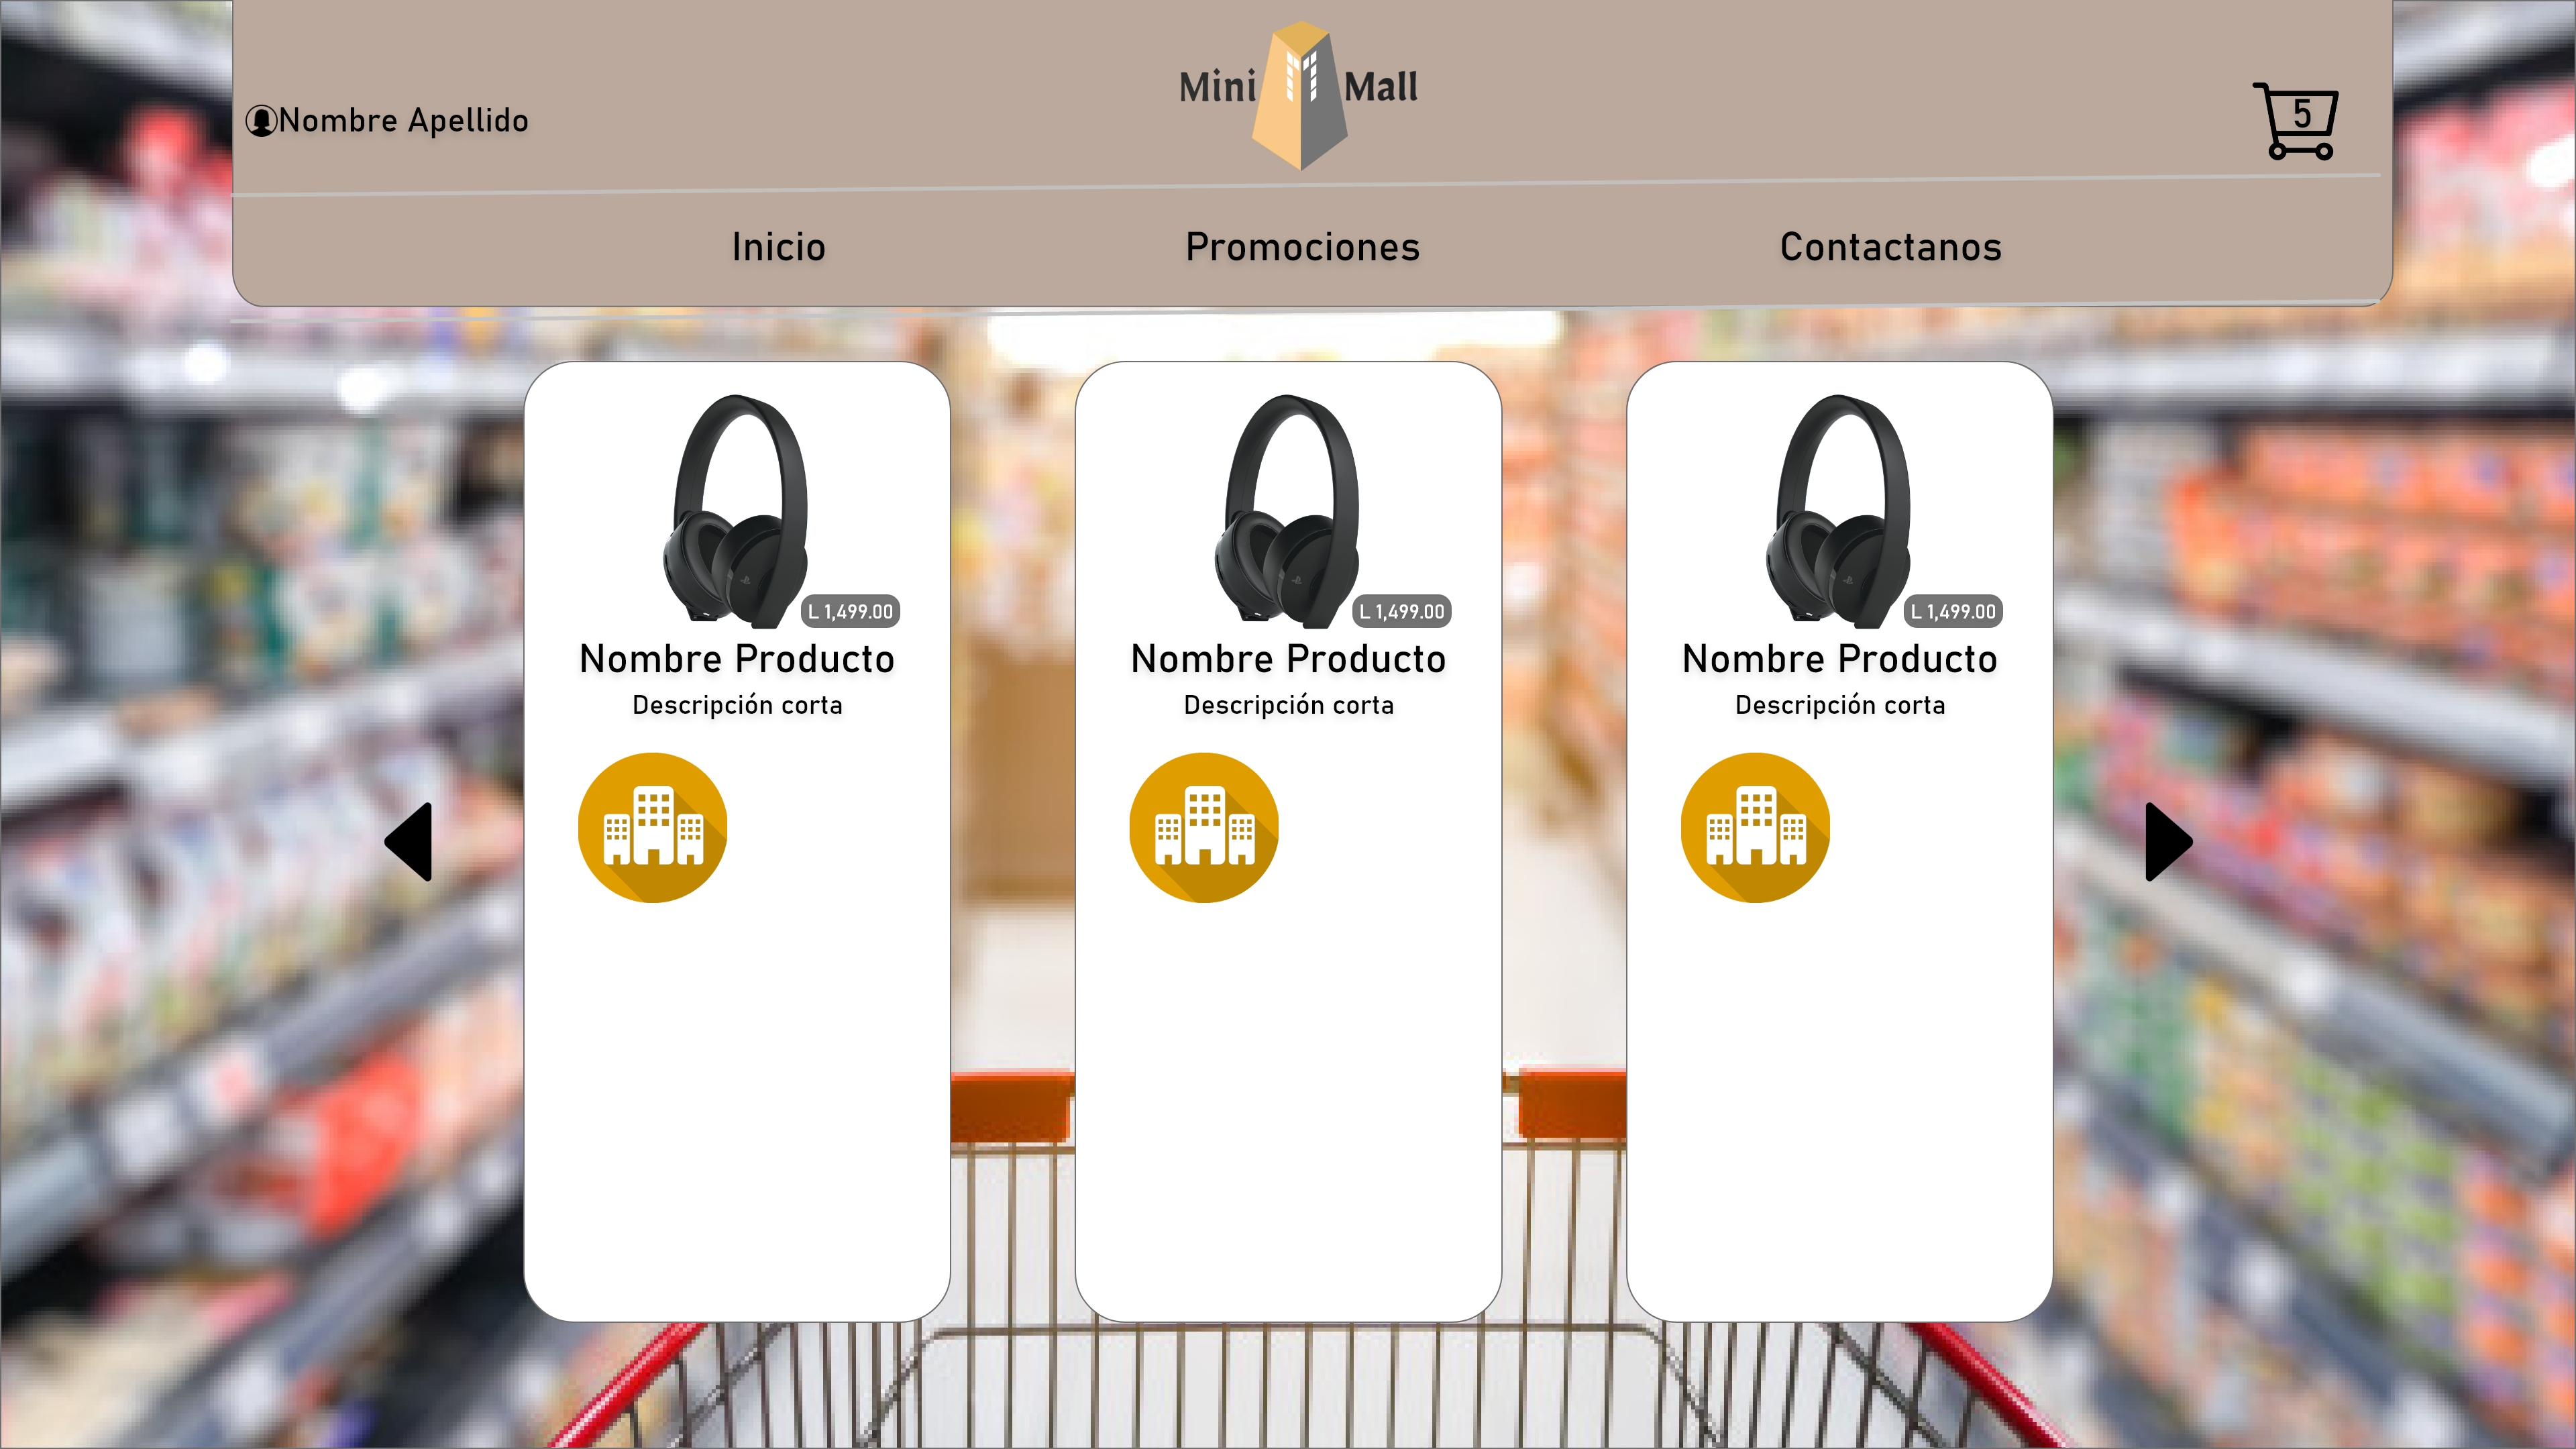 Mini Mall
Nombre Apellido
5
Inicio Promociones Contactanos
L 1,499.00 L 1,499.00 L 1,499.00
Nombre Producto Nombre Producto Nombre Producto
Descripción corta Descripción corta Descripción corta